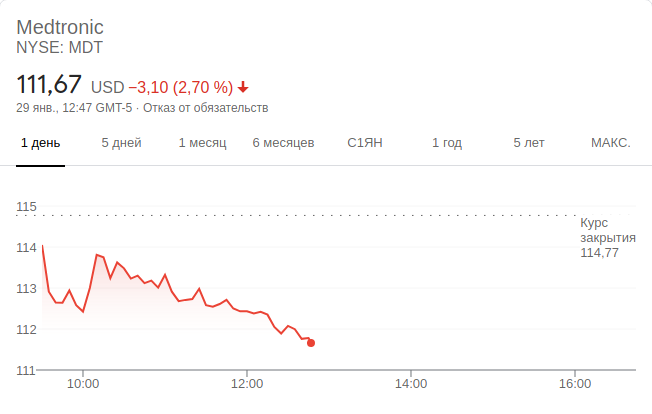 Medtronic
NYSE: MDT
111,67 USD −3,10 (2,70 %)
29 янв., 12:47 GMT-5 · Отказ от обязательств
1 день 5 дней 1 месяц 6 месяцев С1ЯН 1 год 5 лет МАКС.
115
114
113
112
111
Курс
закрытия
114,77
10:00 12:00 14:00 16:00